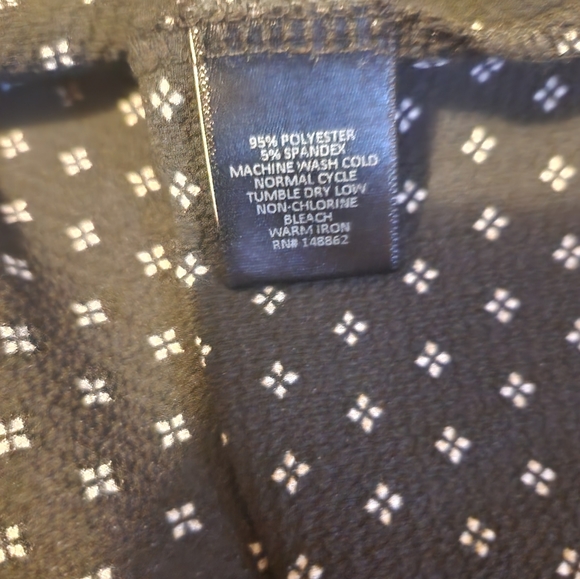 95% POLYESTER
5% SPANDEX
MACHINE WASH COLD
NORMAL CYCLE
TUMBLE DRY LOW
NON-CHLORINE
BLEACH
WARM IRON
RN# 148862